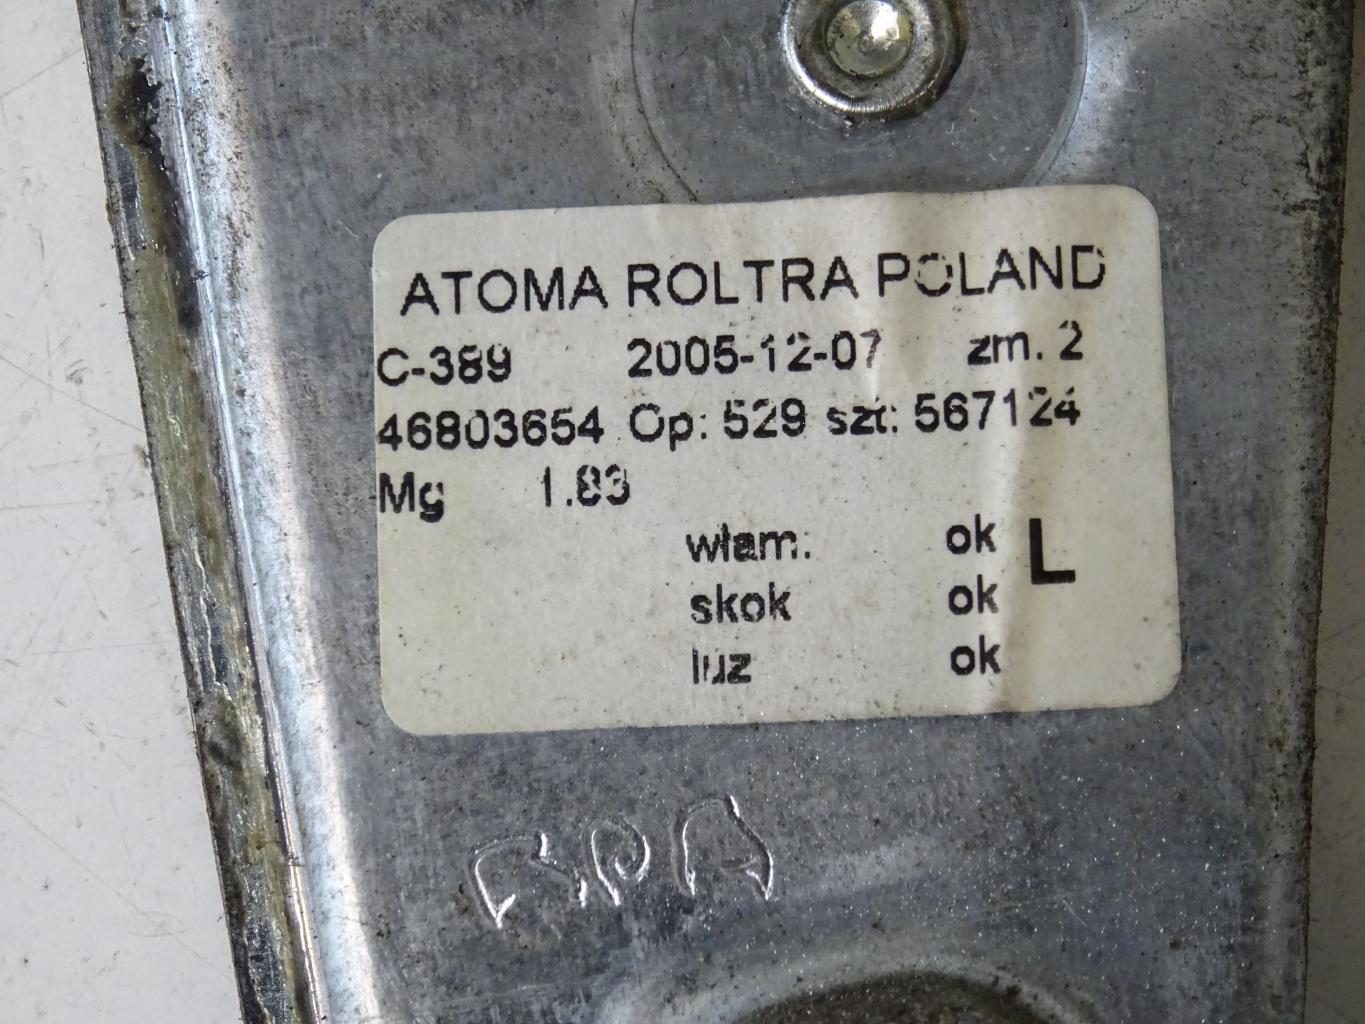 ATOMA ROLTRA POLAND
C-389 2005-12-07 zm. 2
46803654 Op: 529 szt: 567124
Mg 1.83
włam: ok L
skok ok
luz ok